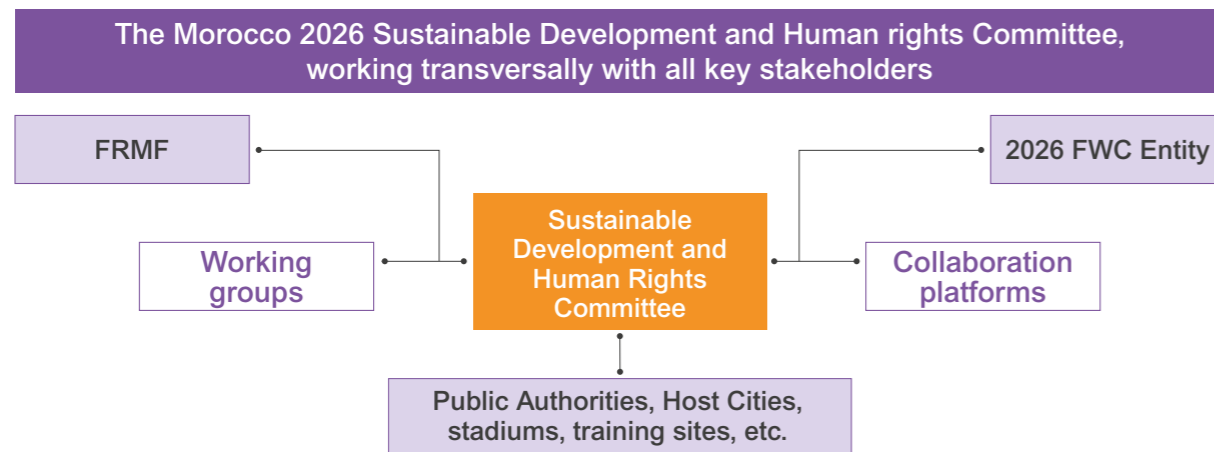 The Morocco 2026 Sustainable Development and Human rights Committee,
working transversally with all key stakeholders
FRMF
2026 FWC Entity
Sustainable
Development and
Human Rights
Committee
Working
groups
Collaboration
platforms
Public Authorities, Host Cities,
stadiums, training sites, etc.